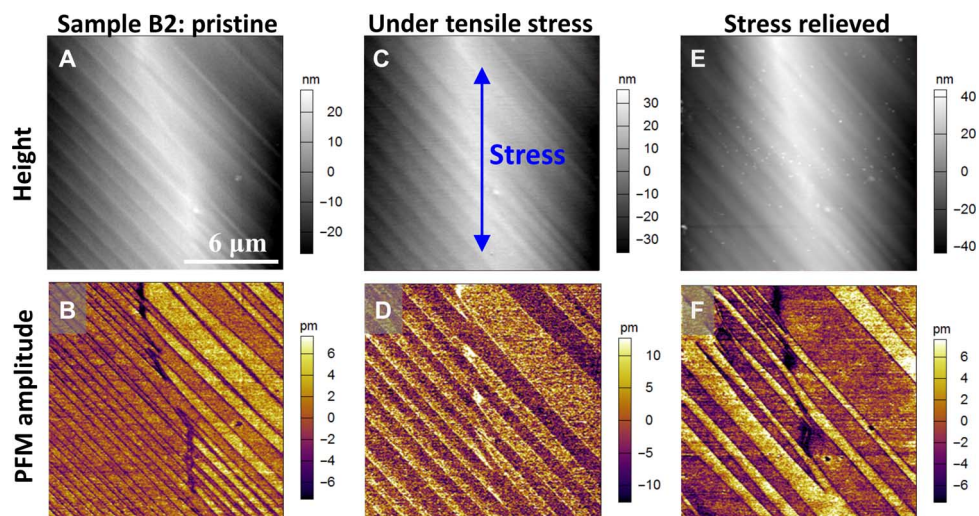 Sample B2: pristine
Under tensile stress
Stress relieved
Height
A
6 µm
nm
20
10
0
−10
−20
C
Stress
nm
30
20
10
0
−10
−20
−30
E
nm
40
20
0
−20
−40
PFM amplitude
B
pm
6
4
2
0
−2
−4
−6
D
pm
10
5
0
−5
−10
F
pm
6
4
2
0
−2
−4
−6